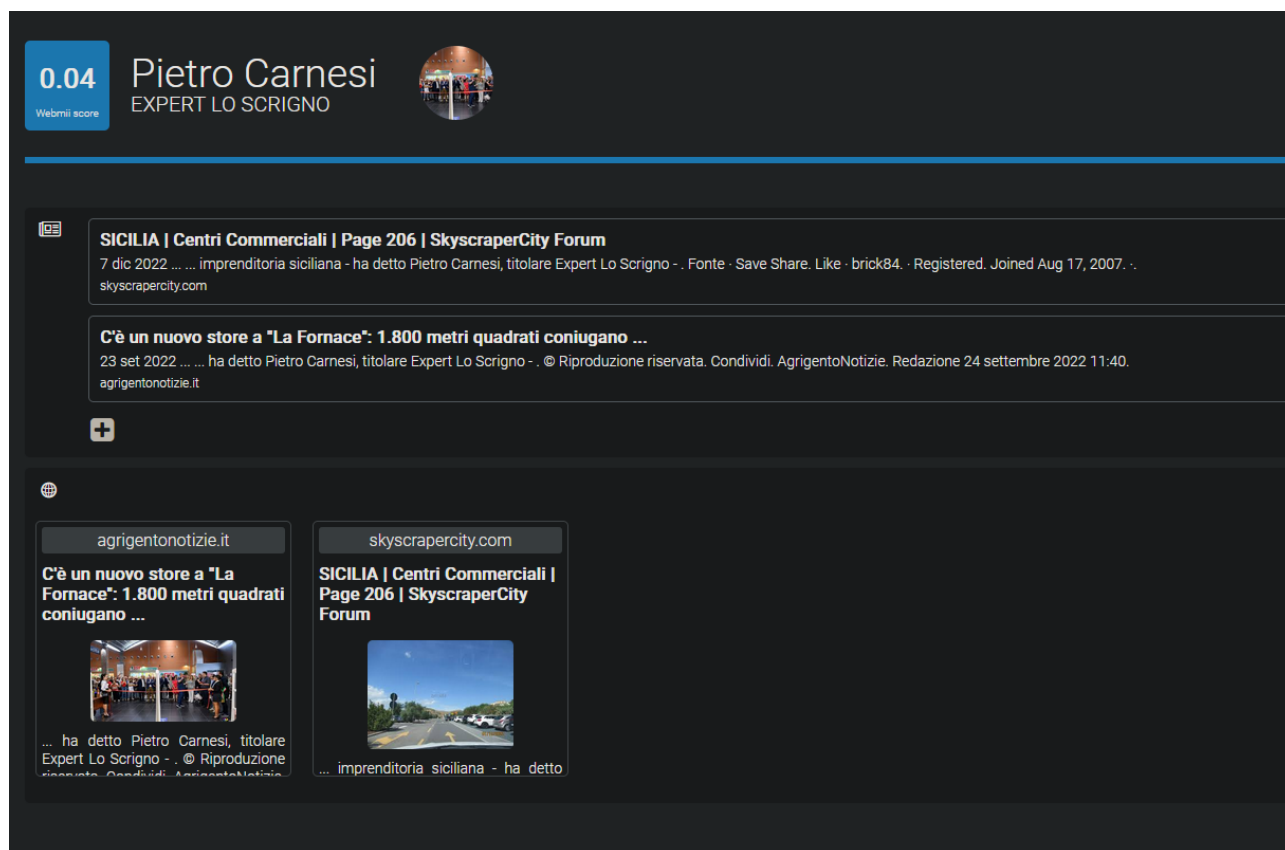 0.04
Webmii score
Pietro Carnesi
EXPERT LO SCRIGNO
SICILIA | Centri Commerciali | Page 206 | SkyscraperCity Forum
7 dic 2022 ... ... imprenditoria siciliana - ha detto Pietro Carnesi, titolare Expert Lo Scrigno - . Fonte · Save Share. Like · brick84. · Registered. Joined Aug 17, 2007. ·.
skyscrapercity.com
C'è un nuovo store a "La Fornace": 1.800 metri quadrati coniugano ...
23 set 2022 ... ... ha detto Pietro Carnesi, titolare Expert Lo Scrigno - . © Riproduzione riservata. Condividi. AgrigentoNotizie. Redazione 24 settembre 2022 11:40.
agrigentonotizie.it
agrigentonotizie.it
C'è un nuovo store a "La
Fornace": 1.800 metri quadrati
coniugano ...
... ha detto Pietro Carnesi, titolare
Expert Lo Scrigno - . © Riproduzione
riservata. Condividi. AgrigentoNotizie.
skyscrapercity.com
SICILIA | Centri Commerciali |
Page 206 | SkyscraperCity
Forum
... imprenditoria siciliana - ha detto